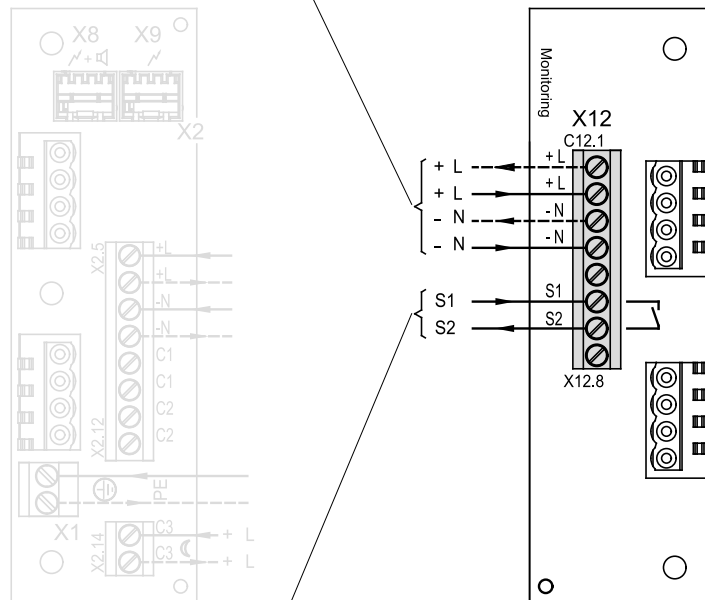 X8 X9
+
X2
X2.5
+L
+L
-N
-N
C1
C1
C2
C2
X2.12
PE
X1
X2.14
C3 + L
C3 + L
Monitoring
X12
C12.1
+ L +L
+ L +L
- N -N
- N -N
S1 S1
S2 S2
X12.8